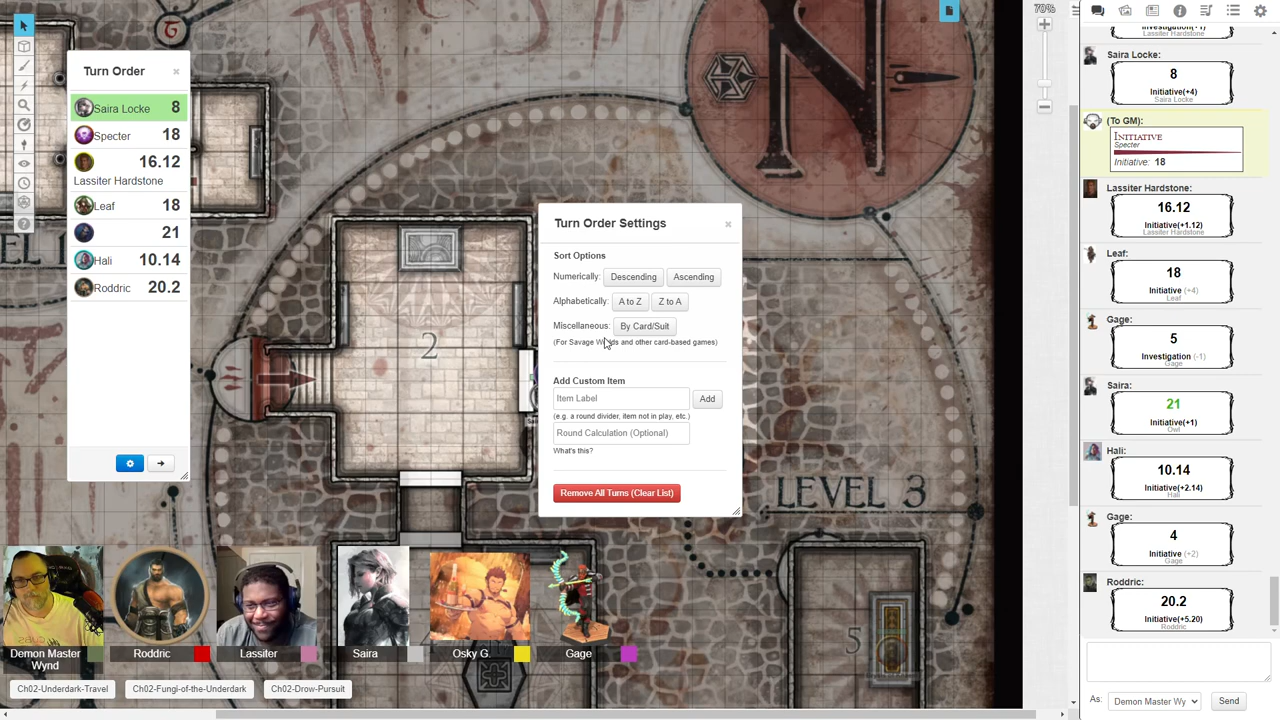 70%
Turn Order ×
Saira Locke 8
Specter 18
16.12
Lassiter Hardstone
Leaf 18
21
Hali 10.14
Roddric 20.2
N
2
LEVEL 3
5
Turn Order Settings ×
Sort Options
Numerically: Descending Ascending
Alphabetically: A to Z Z to A
Miscellaneous: By Card/Suit
(For Savage Worlds and other card-based games)
Add Custom Item
Item Label Add
(e.g. a round divider, item not in play, etc.)
Round Calculation (Optional)
What's this?
Remove All Turns (Clear List)
Demon Master
Wynd
Roddric
Lassiter
Saira
Osky G.
Gage
Ch02-Underdark-Travel
Ch02-Fungi-of-the-Underdark
Ch02-Drow-Pursuit
Lassiter Hardstone
Saira Locke:
8
Initiative(+4)
Saira Locke
(To GM):
Initiative
Specter
Initiative: 18
Lassiter Hardstone:
16.12
Initiative(+1.12)
Lassiter Hardstone
Leaf:
18
Initiative (+4)
Leaf
Gage:
5
Investigation (-1)
Gage
Saira:
21
Initiative(+1)
Owl
Hali:
10.14
Initiative(+2.14)
Hali
Gage:
4
Initiative (+2)
Gage
Roddric:
20.2
Initiative(+5.20)
Roddric
As: Demon Master Wy Send